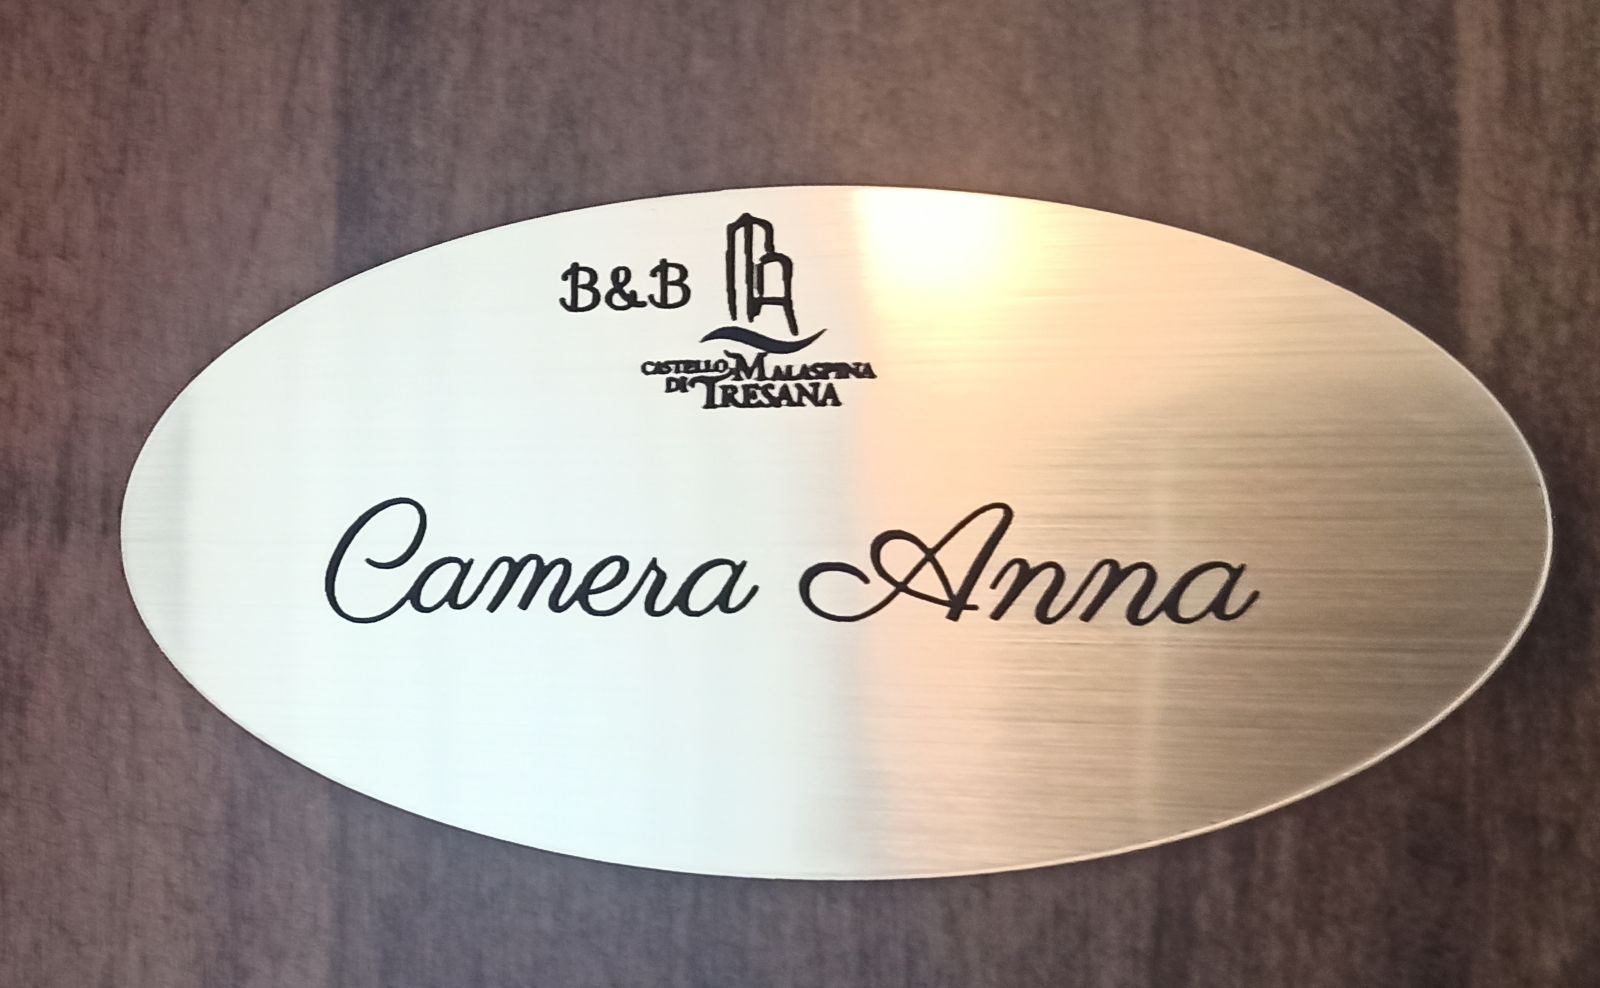 B&B
CASTELLO MALASPINA
DI TRESANA
Camera Anna